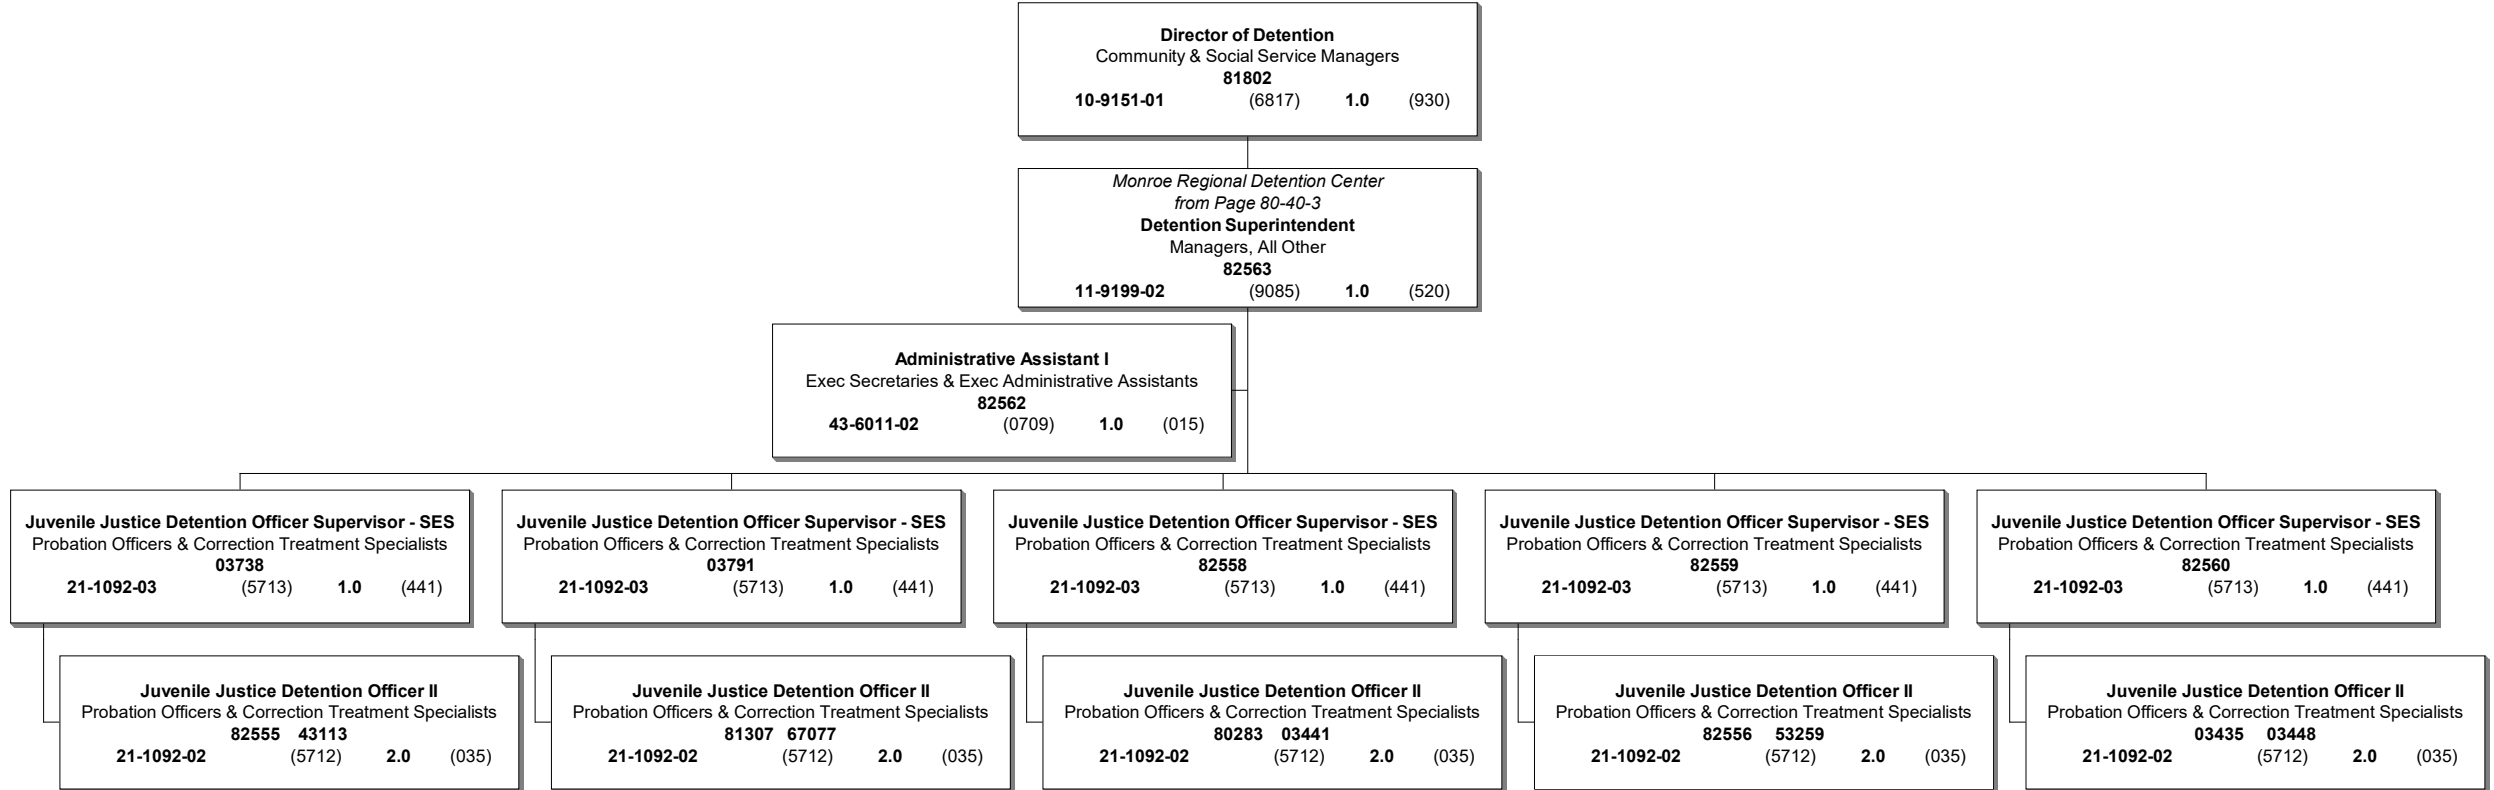 Director of Detention
Community & Social Service Managers
81802
10-9151-01 (6817) 1.0 (930)
Monroe Regional Detention Center
from Page 80-40-3
Detention Superintendent
Managers, All Other
82563
11-9199-02 (9085) 1.0 (520)
Administrative Assistant I
Exec Secretaries & Exec Administrative Assistants
82562
43-6011-02 (0709) 1.0 (015)
Juvenile Justice Detention Officer Supervisor - SES
Probation Officers & Correction Treatment Specialists
03738
21-1092-03 (5713) 1.0 (441)
Juvenile Justice Detention Officer Supervisor - SES
Probation Officers & Correction Treatment Specialists
03791
21-1092-03 (5713) 1.0 (441)
Juvenile Justice Detention Officer Supervisor - SES
Probation Officers & Correction Treatment Specialists
82558
21-1092-03 (5713) 1.0 (441)
Juvenile Justice Detention Officer Supervisor - SES
Probation Officers & Correction Treatment Specialists
82559
21-1092-03 (5713) 1.0 (441)
Juvenile Justice Detention Officer Supervisor - SES
Probation Officers & Correction Treatment Specialists
82560
21-1092-03 (5713) 1.0 (441)
Juvenile Justice Detention Officer II
Probation Officers & Correction Treatment Specialists
82555 43113
21-1092-02 (5712) 2.0 (035)
Juvenile Justice Detention Officer II
Probation Officers & Correction Treatment Specialists
81307 67077
21-1092-02 (5712) 2.0 (035)
Juvenile Justice Detention Officer II
Probation Officers & Correction Treatment Specialists
80283 03441
21-1092-02 (5712) 2.0 (035)
Juvenile Justice Detention Officer II
Probation Officers & Correction Treatment Specialists
82556 53259
21-1092-02 (5712) 2.0 (035)
Juvenile Justice Detention Officer II
Probation Officers & Correction Treatment Specialists
03435 03448
21-1092-02 (5712) 2.0 (035)